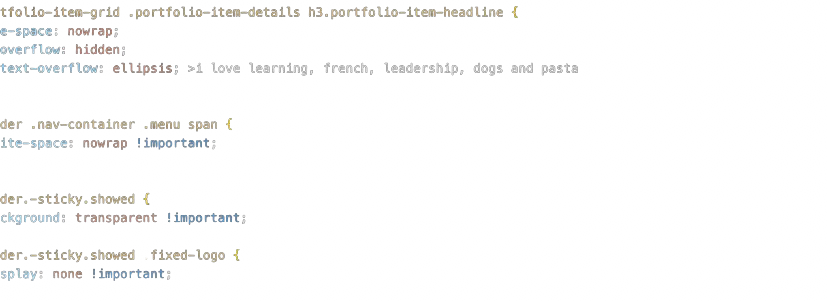 tfolio-item-grid .portfolio-item-details h3.portfolio-item-headline {
e-space: nowrap;
overflow: hidden;
text-overflow: ellipsis; >i love learning, french, leadership, dogs and pasta
der .nav-container .menu span {
ite-space: nowrap !important;
der.-sticky.showed {
ckground: transparent !important;
der.-sticky.showed .fixed-logo {
splay: none !important;